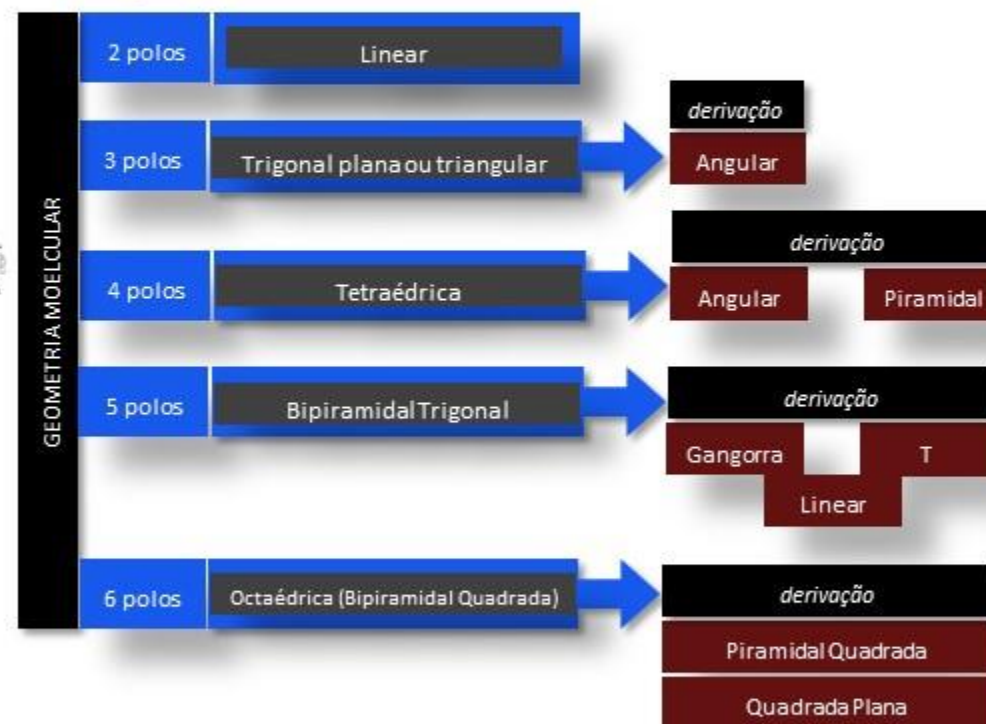 GEOMETRIA MOELCULAR
2 polos
Linear
3 polos
Trigonal plana ou triangular
derivação
Angular
4 polos
Tetraédrica
derivação
Angular
Piramidal
5 polos
Bipiramidal Trigonal
derivação
Gangorra
T
Linear
6 polos
Octaédrica (Bipiramidal Quadrada)
derivação
Piramidal Quadrada
Quadrada Plana